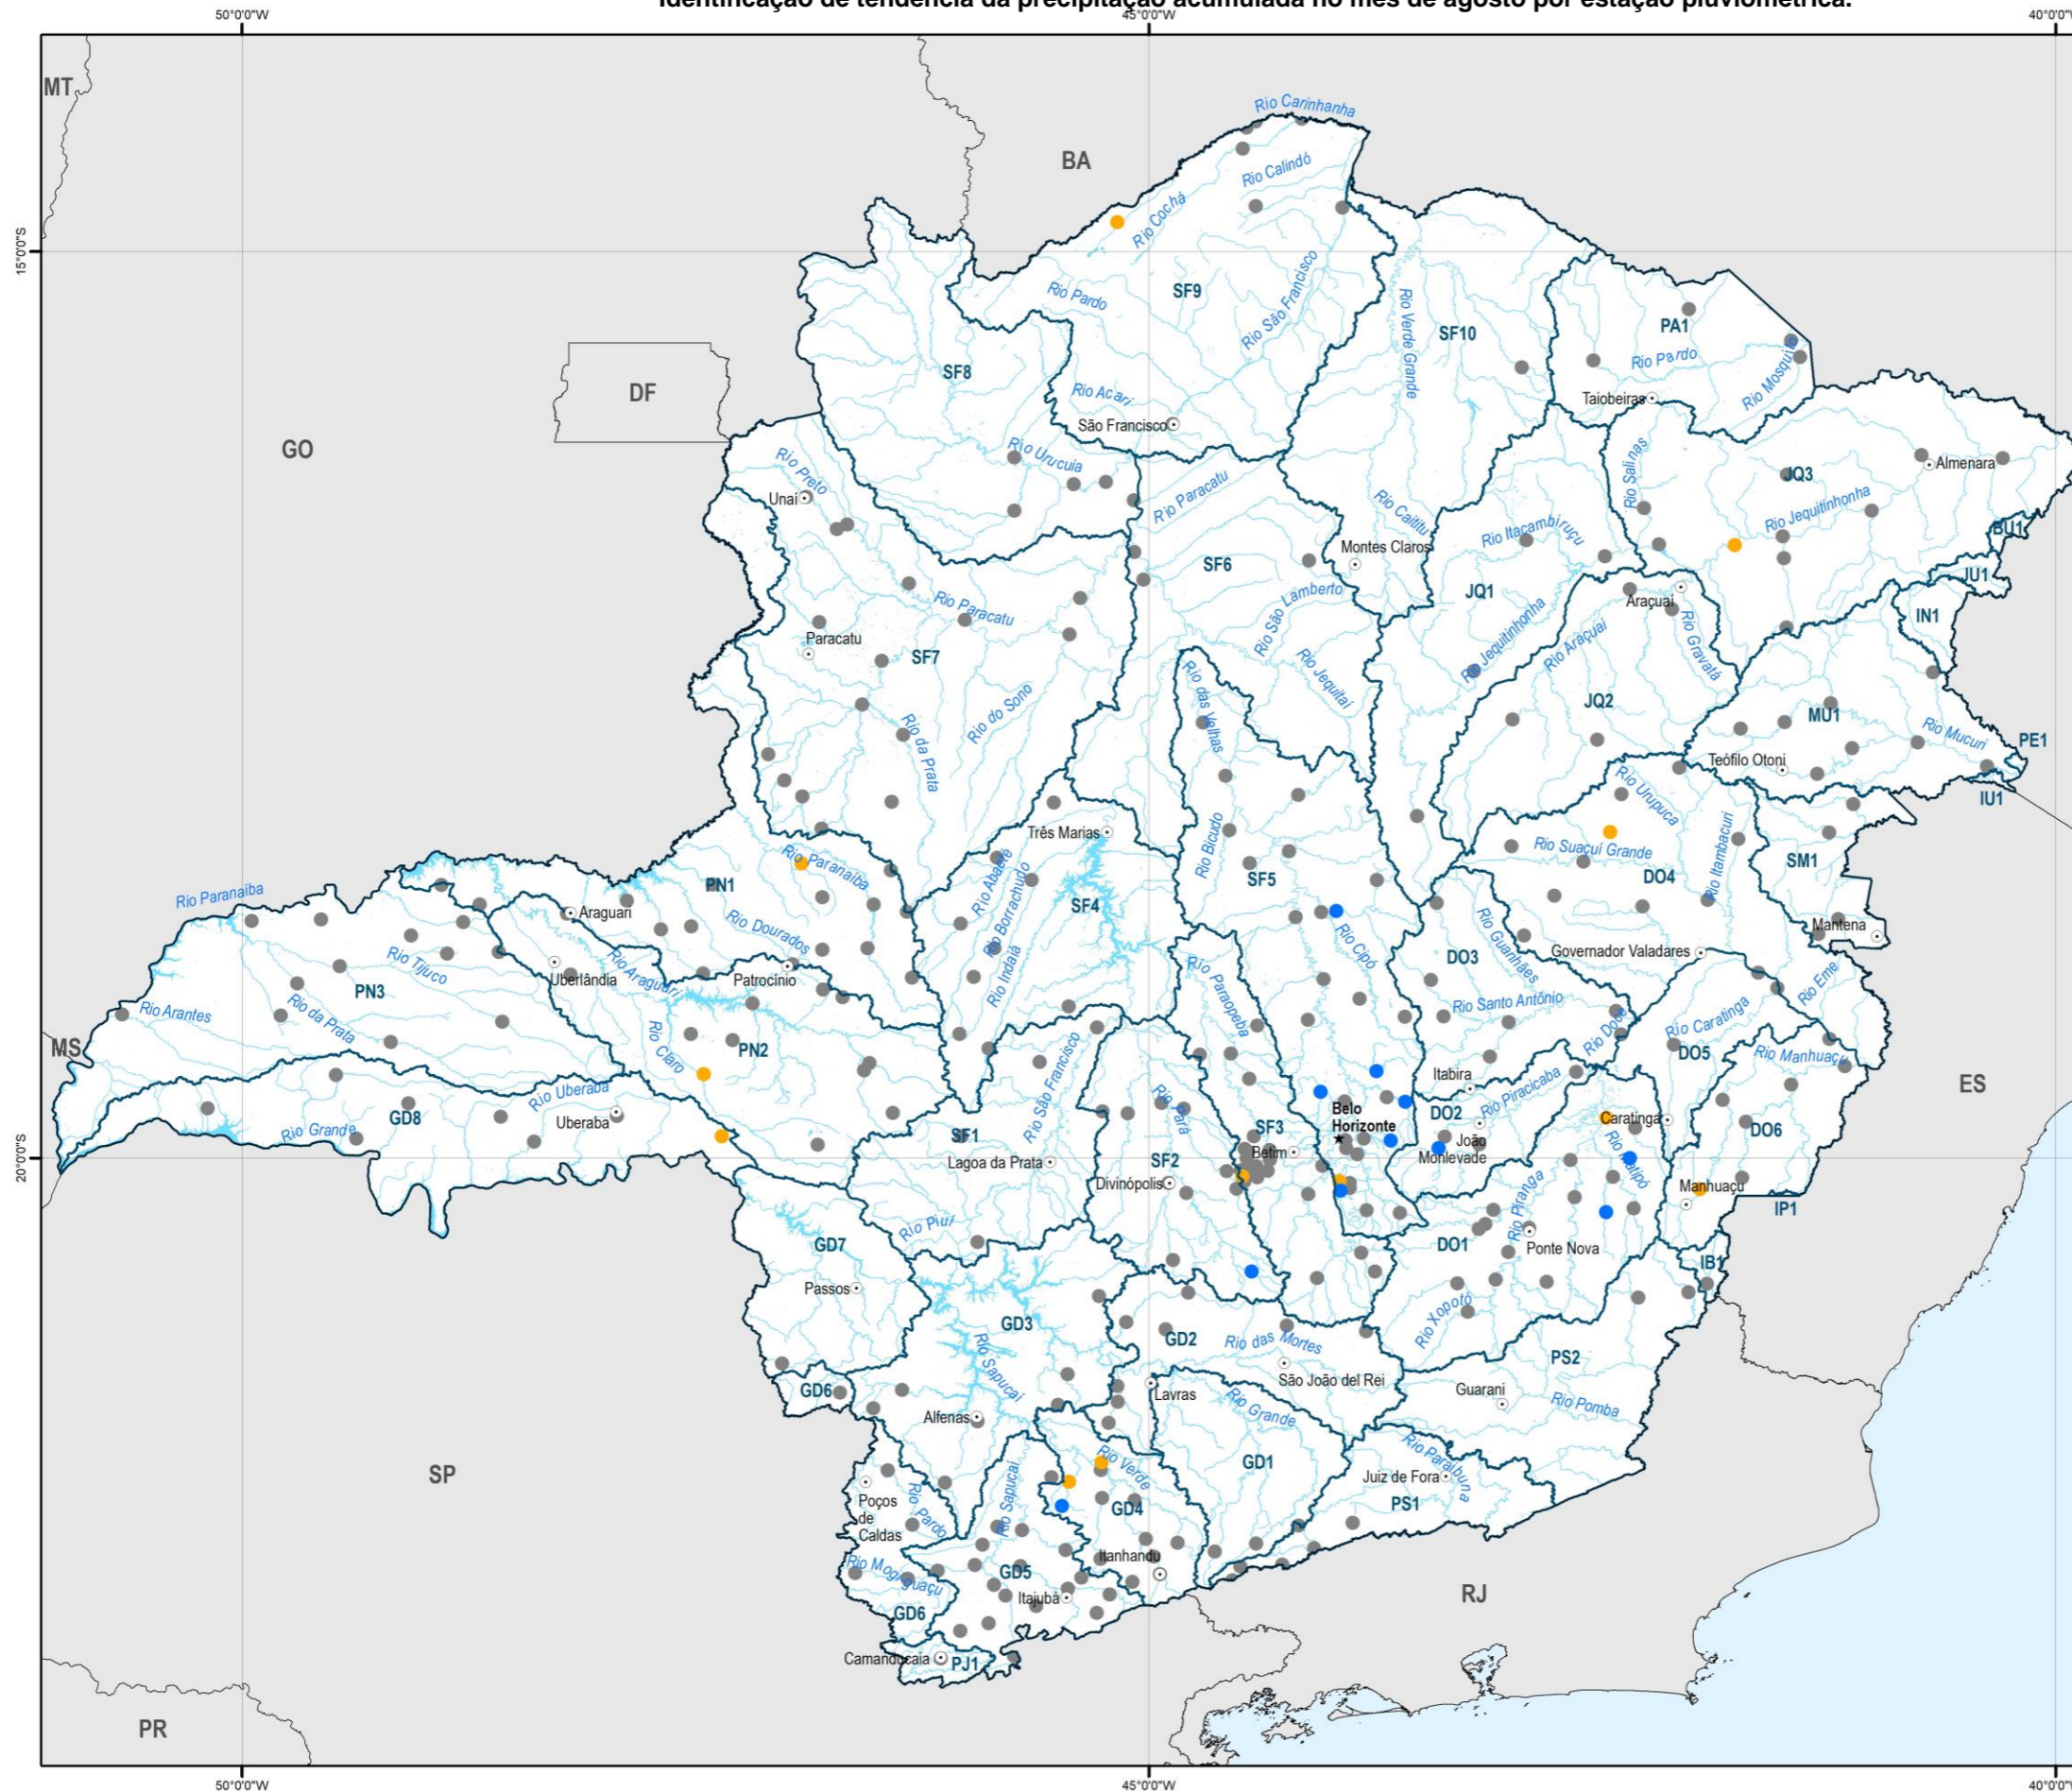 Identificação de tendência da precipitação acumulada no mês de agosto por estação pluviométrica.
50°0'0"W
45°0'0"W
40°0'0"W
MT
Rio Carinhanha
BA
Rio Calindó
Rio Cochá
15°0'0"S
Rio Pardo
SF9
Rio São Francisco
Rio Verde Grande
SF10
PA1
Rio Pardo
Rio Mosquito
SF8
DF
Rio Acari
Taiobeiras
São Francisco
GO
Rio Urucuia
Rio Preto
Unaí
Rio Paracatu
Rio Salinas
JQ3
Almenara
Rio Caititu
Rio Itacambiruçu
Rio Jequitinhonha
BU1
Montes Claros
SF6
JU1
Rio São Lamberto
JQ1
Araçuaí
IN1
Rio Paracatu
Paracatu
SF7
Rio Jequitinhonha
Rio Araçuaí
Rio Gravatá
Rio das Velhas
Rio Jequitaí
JQ2
MU1
Rio do Sono
Rio da Prata
Rio Mucuri
PE1
Teófilo Otoni
IU1
Rio Urupuca
Três Marias
Rio Bicudo
Rio Suaçuí Grande
Rio Itambacuri
SM1
Rio Paranaíba
Rio Abaeté
SF5
DO4
PN1
Rio Paranaíba
Araguari
Rio Borrachudo
SF4
Rio Dourados
Rio Cipó
Rio Guanhães
Mantena
Governador Valadares
DO3
Rio Tijuco
Uberlândia
Rio Araguari
Patrocínio
Rio Indaiá
Rio Paraopeba
Rio Eme
PN3
Rio Arantes
Rio da Prata
Rio Santo Antônio
Rio Doce
Rio Caratinga
MS
Rio Claro
PN2
Rio São Francisco
DO5
Rio Manhuaçu
ES
Itabira
Rio Piracicaba
Rio Uberaba
GD8
Uberaba
Rio Grande
Rio Pará
SF3
Belo
Horizonte
DO2
Caratinga
DO6
SF1
Betim
João
Monlevade
20°0'0"S
Lagoa da Prata
SF2
Rio Matipó
Divinópolis
Manhuaçu
Rio Piranga
IP1
Rio Piuí
GD7
DO1
Ponte Nova
IB1
Passos
Rio Xopotó
GD3
GD2
Rio das Mortes
PS2
Rio Sapucaí
São João del Rei
GD6
Lavras
Guarani
Rio Pomba
Alfenas
Rio Grande
SP
Rio Verde
GD1
Rio Paraibuna
Juiz de Fora
Rio Sapucaí
PS1
Poços
de
Caldas
Rio Pardo
GD4
Itanhandu
Rio Mogi-guaçu
GD5
Itajubá
RJ
GD6
Camanducaia
PJ1
PR
50°0'0"W
45°0'0"W
40°0'0"W